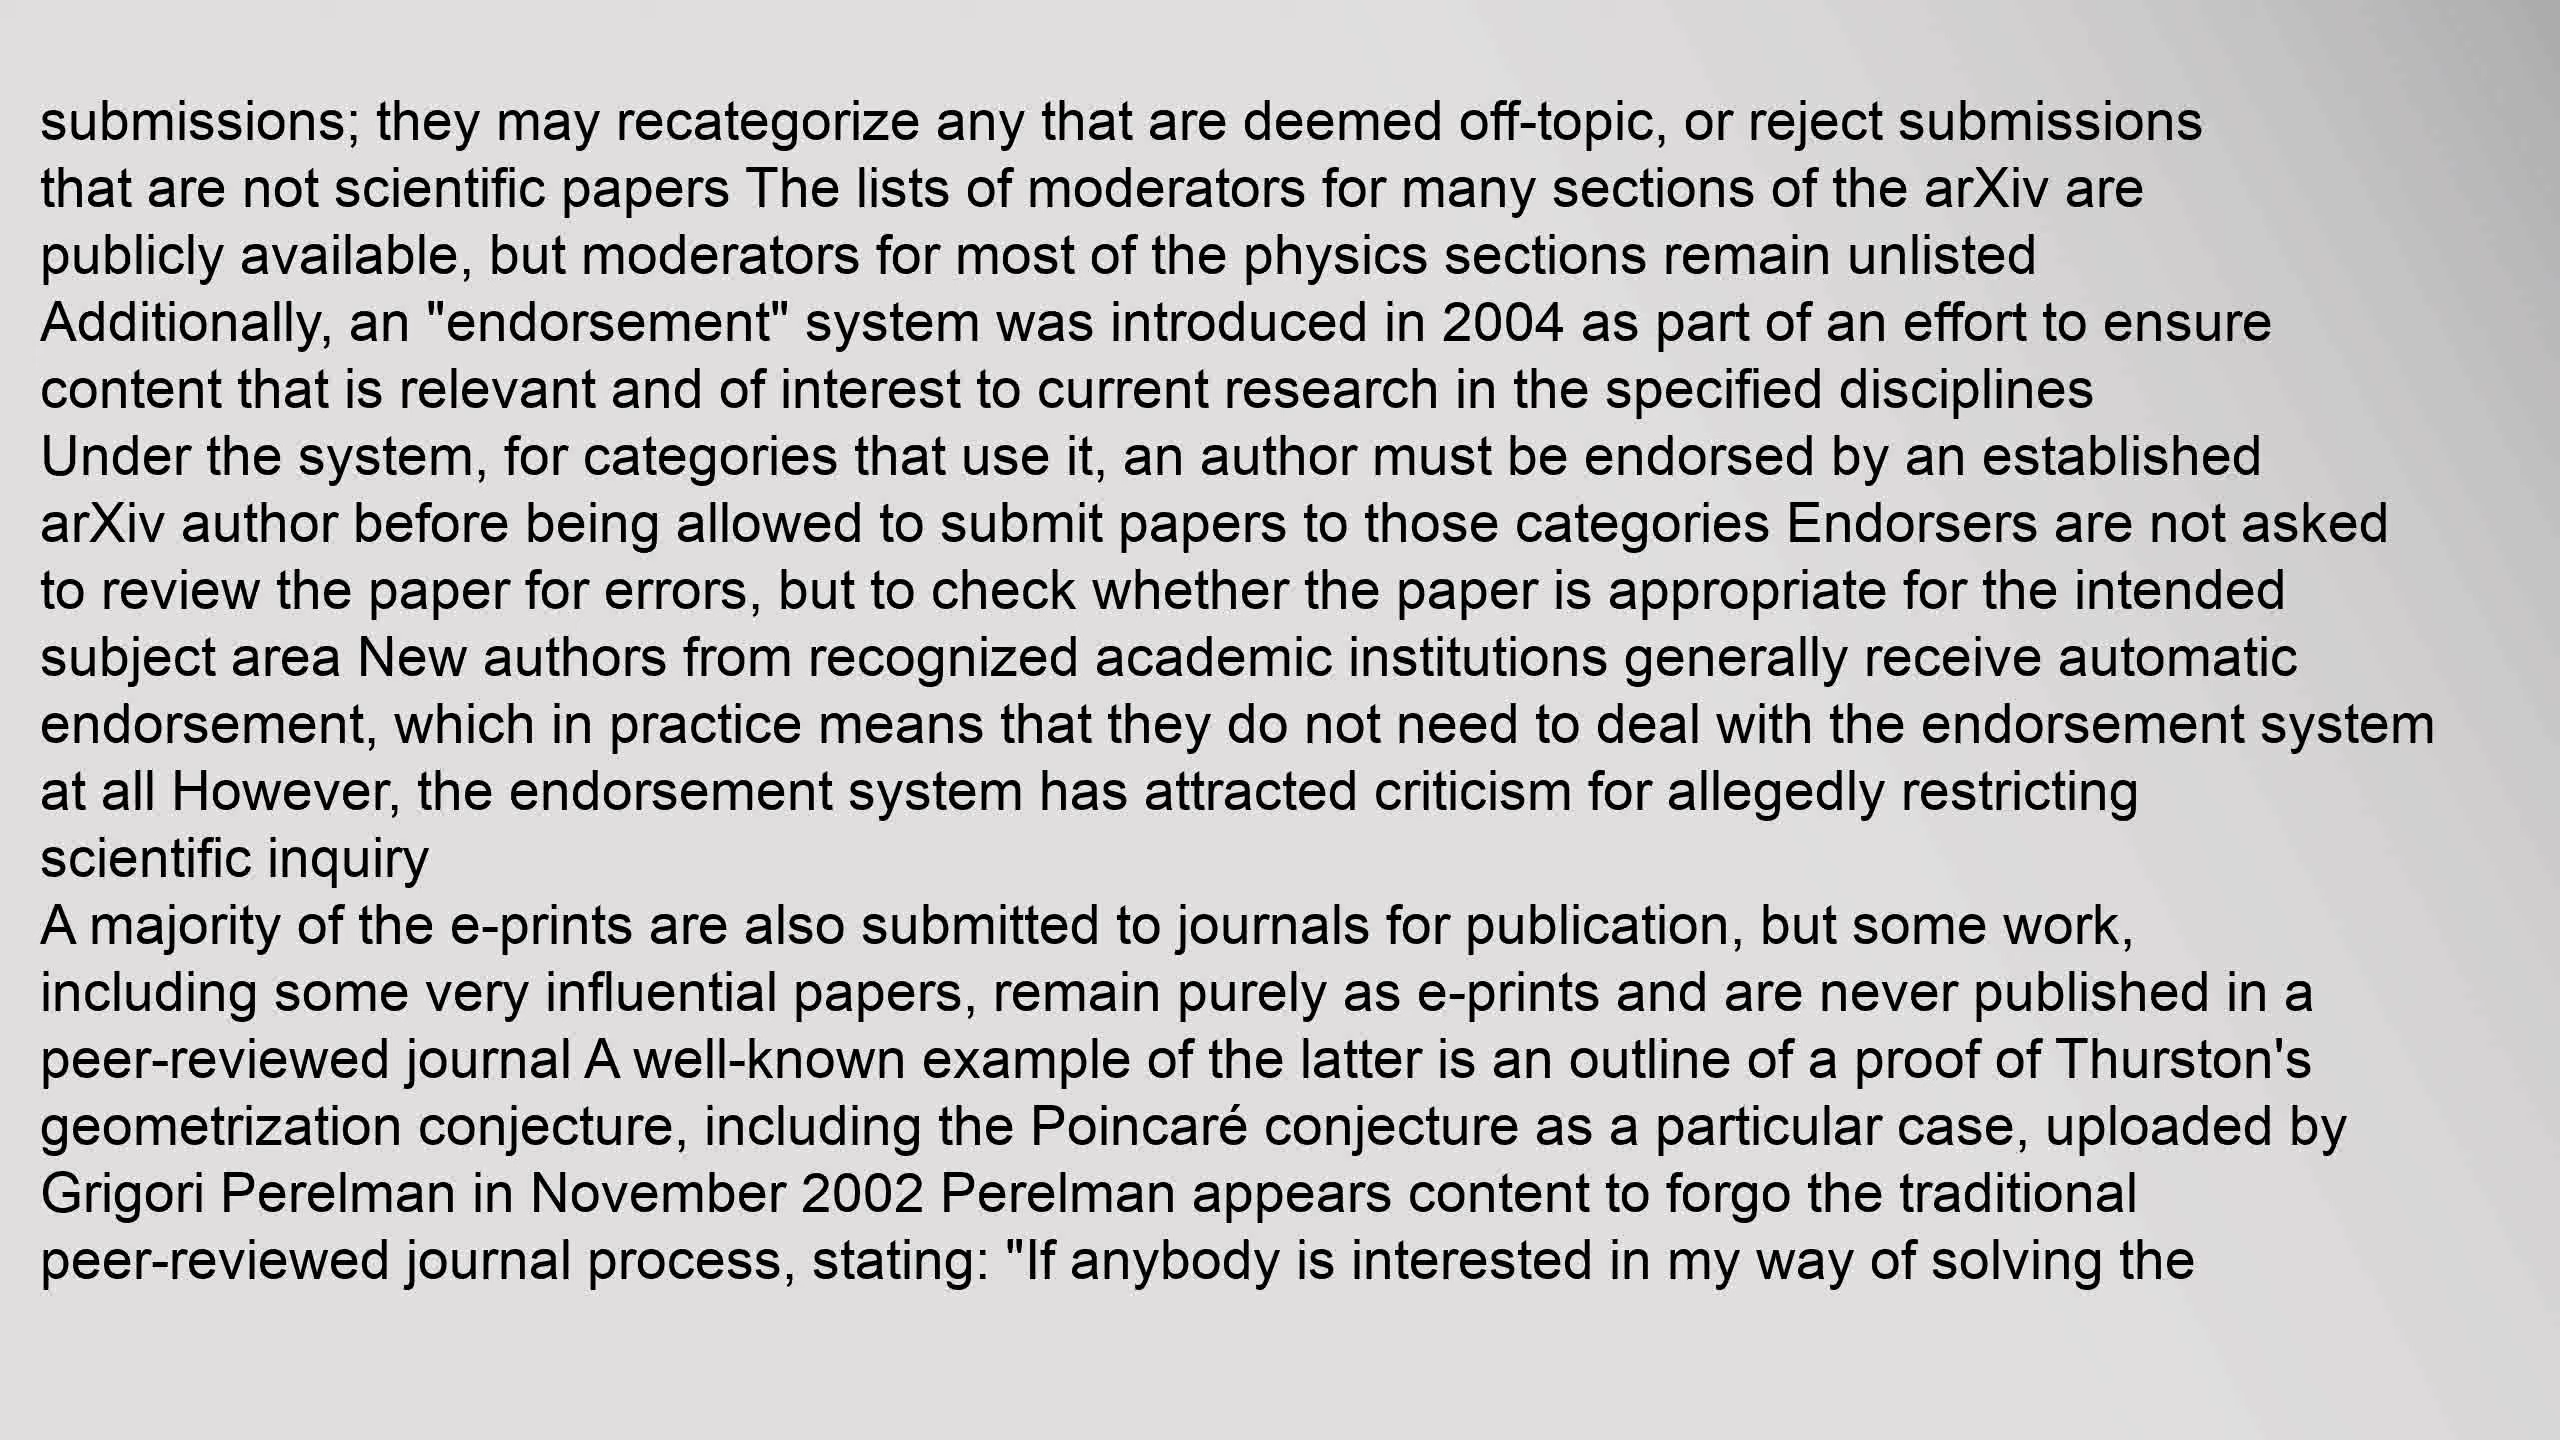 submissions; they may recategorize any that are deemed off-topic, or reject submissions
that are not scientific papers The lists of moderators for many sections of the arXiv are
publicly available, but moderators for most of the physics sections remain unlisted
Additionally, an "endorsement" system was introduced in 2004 as part of an effort to ensure
content that is relevant and of interest to current research in the specified disciplines
Under the system, for categories that use it, an author must be endorsed by an established
arXiv author before being allowed to submit papers to those categories Endorsers are not asked
to review the paper for errors, but to check whether the paper is appropriate for the intended
subject area New authors from recognized academic institutions generally receive automatic
endorsement, which in practice means that they do not need to deal with the endorsement system
at all However, the endorsement system has attracted criticism for allegedly restricting
scientific inquiry
A majority of the e-prints are also submitted to journals for publication, but some work,
including some very influential papers, remain purely as e-prints and are never published in a
peer-reviewed journal A well-known example of the latter is an outline of a proof of Thurston's
geometrization conjecture, including the Poincaré conjecture as a particular case, uploaded by
Grigori Perelman in November 2002 Perelman appears content to forgo the traditional
peer-reviewed journal process, stating: "If anybody is interested in my way of solving the